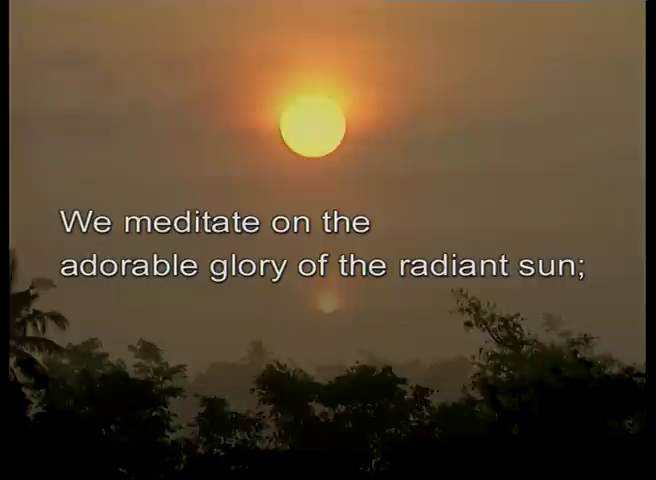 We meditate on the
adorable glory of the radiant sun;